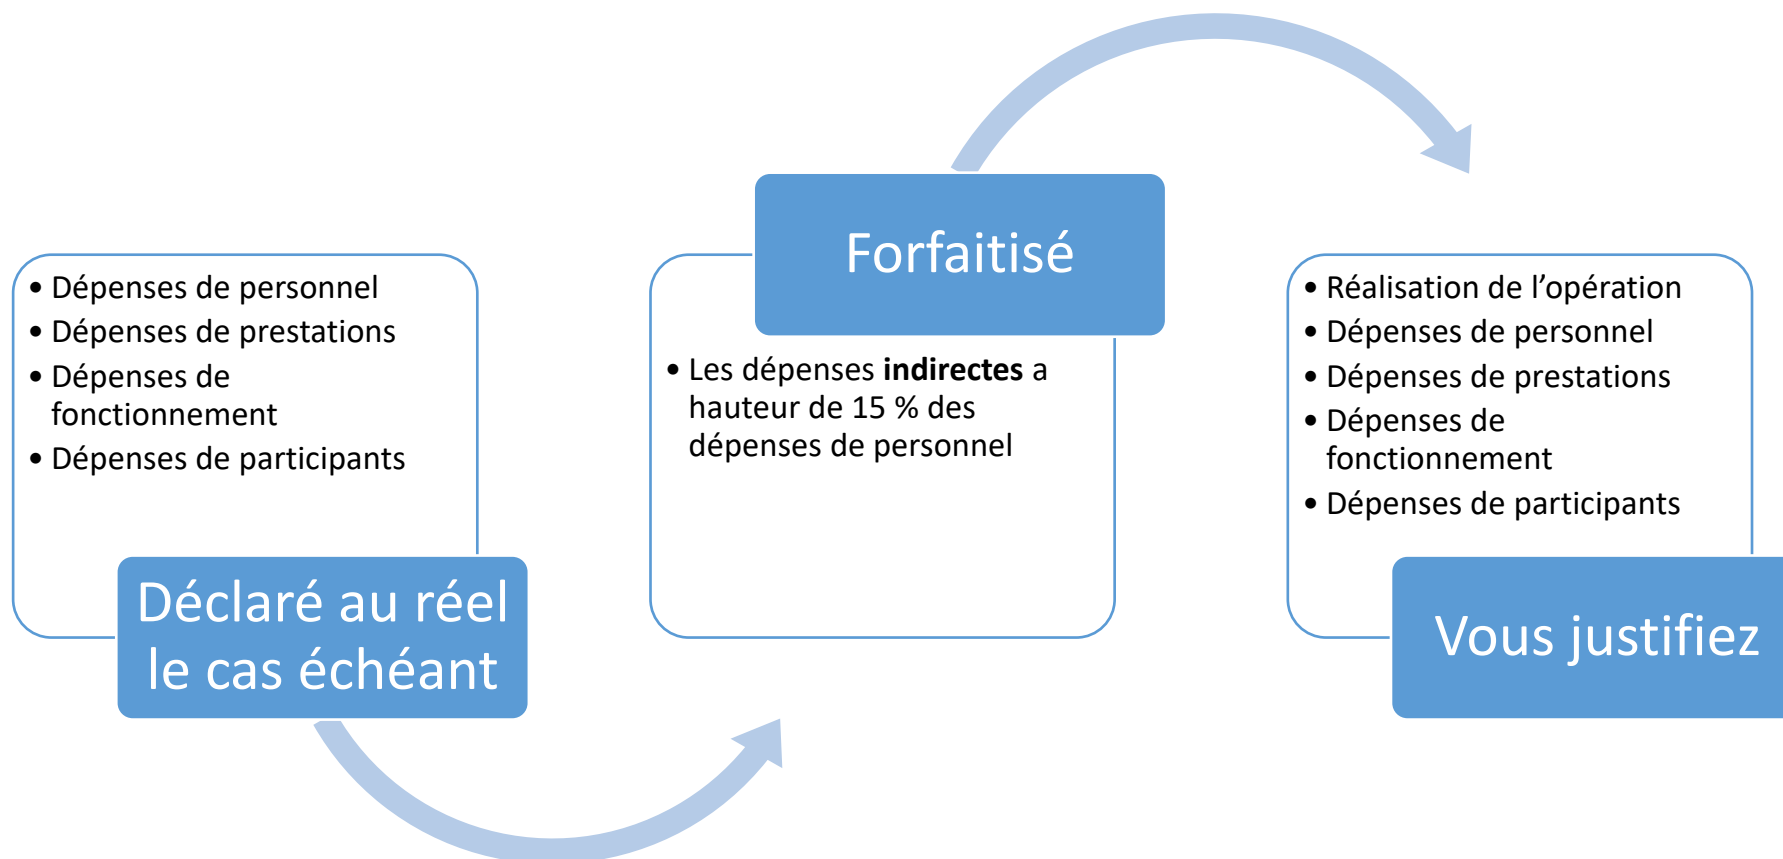 • Dépenses de personnel
• Dépenses de prestations
• Dépenses de
fonctionnement
• Dépenses de participants
Déclaré au réel
le cas échéant
Forfaitisé
• Les dépenses indirectes a
hauteur de 15 % des
dépenses de personnel
• Réalisation de l’opération
• Dépenses de personnel
• Dépenses de prestations
• Dépenses de
fonctionnement
• Dépenses de participants
Vous justifiez